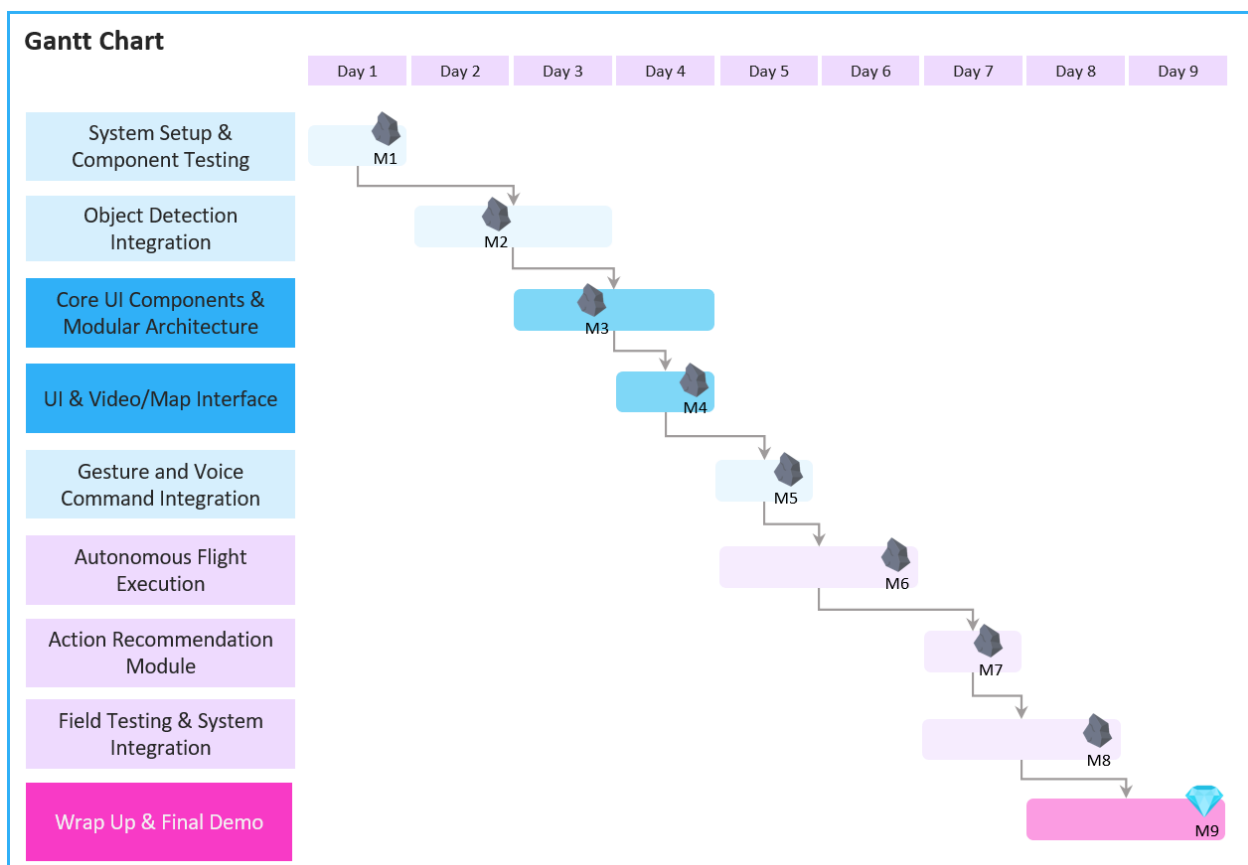 Gantt Chart
Day 1
Day 2
Day 3
Day 4
Day 5
Day 6
Day 7
Day 8
Day 9
System Setup &
Component Testing
M1
Object Detection
Integration
M2
Core UI Components &
Modular Architecture
M3
UI & Video/Map Interface
M4
Gesture and Voice
Command Integration
M5
Autonomous Flight
Execution
M6
Action Recommendation
Module
M7
Field Testing & System
Integration
M8
Wrap Up & Final Demo
M9